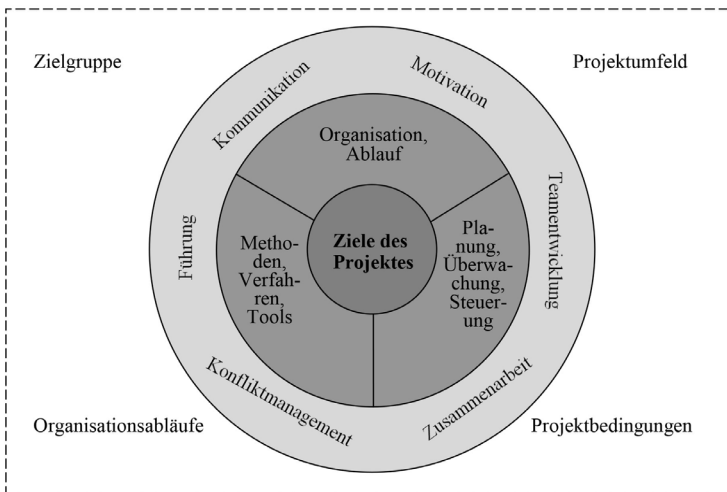 Zielgruppe
Projektumfeld
Kommunikation
Motivation
Organisation,
Ablauf
Führung
Teamentwicklung
Metho-
den,
Verfah-
ren,
Tools
Ziele des
Projektes
Pla-
nung,
Überwa-
chung,
Steuer-
ung
Konfliktmanagement
Zusammenarbeit
Organisationsabläufe
Projektbedingungen